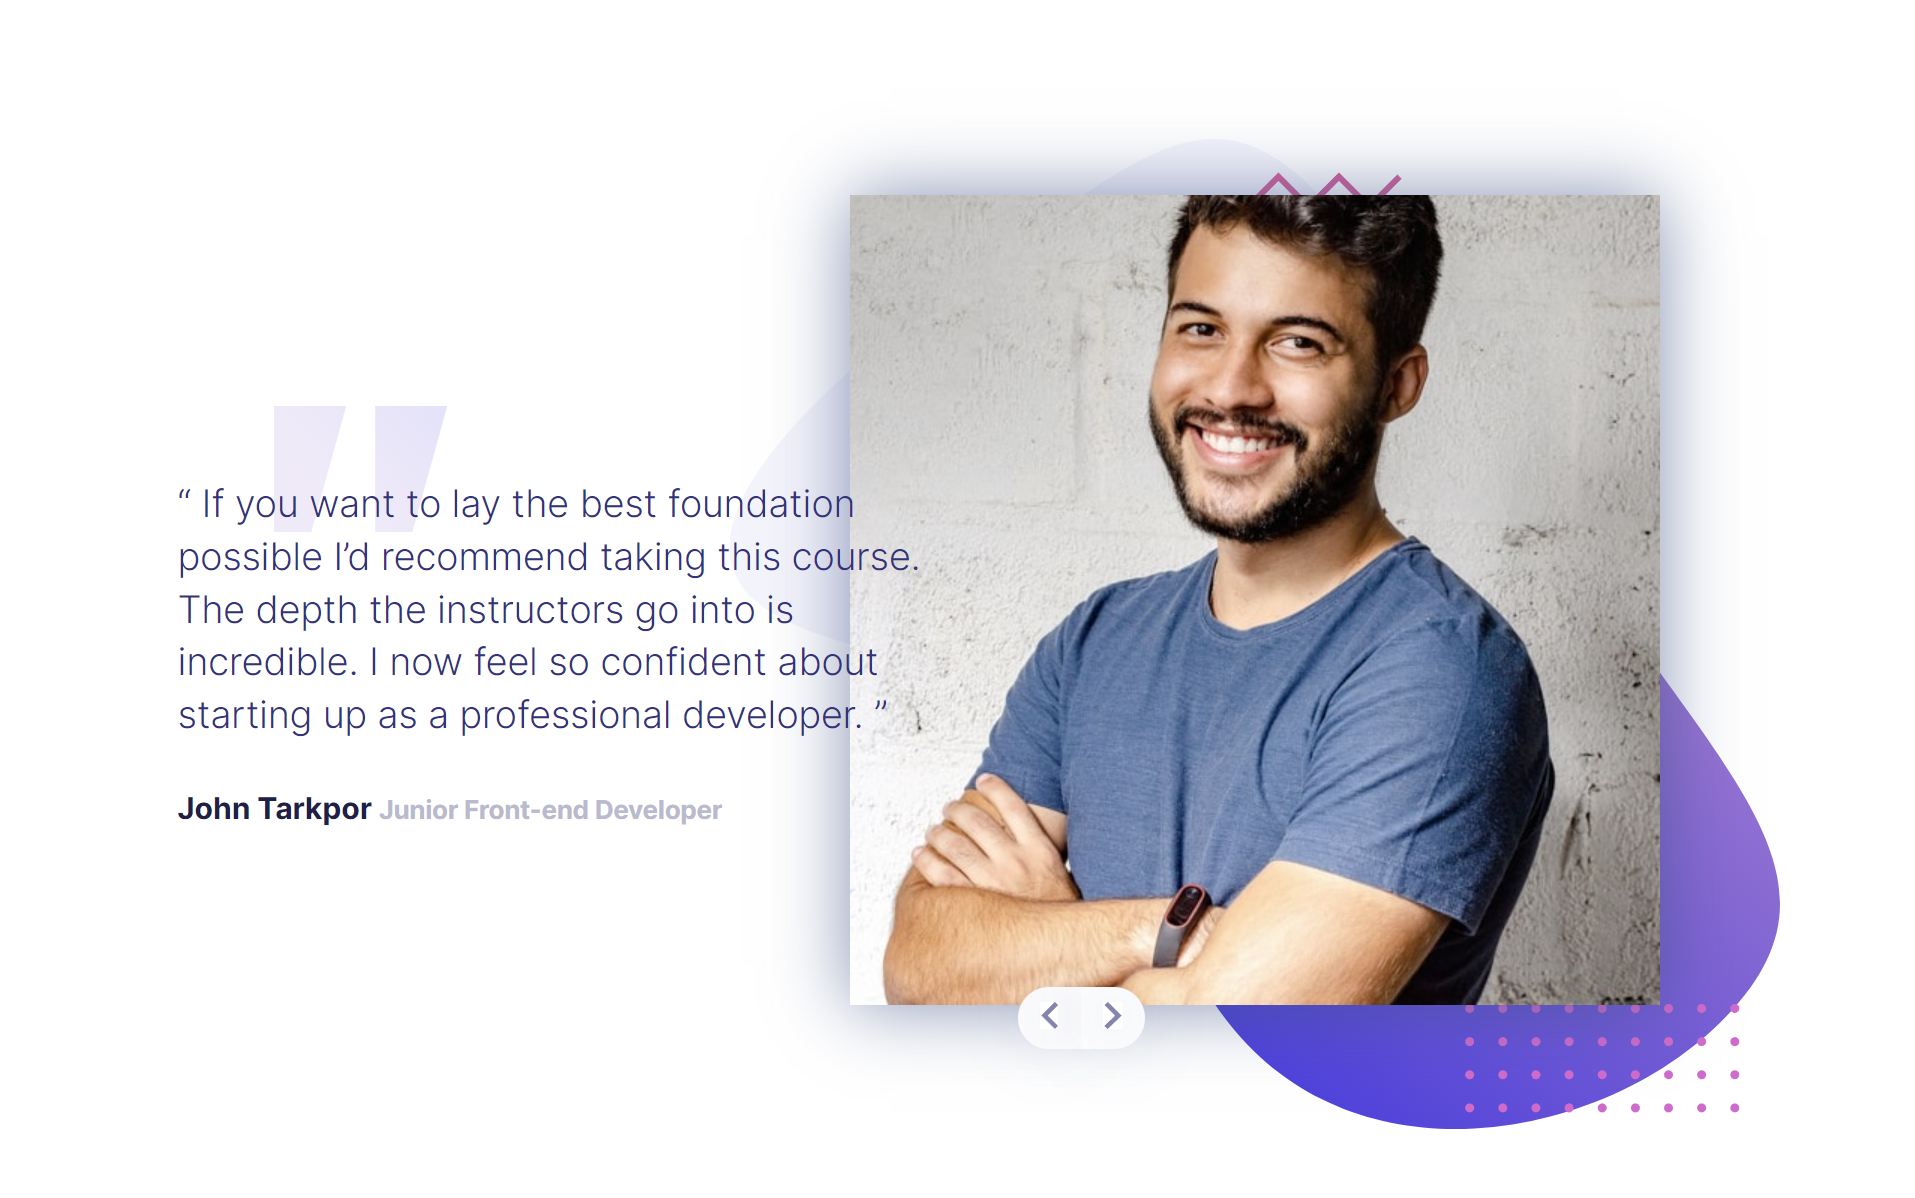 “ If you want to lay the best foundation
possible I’d recommend taking this course.
The depth the instructors go into is
incredible. I now feel so confident about
starting up as a professional developer. ”
John Tarkpor Junior Front-end Developer